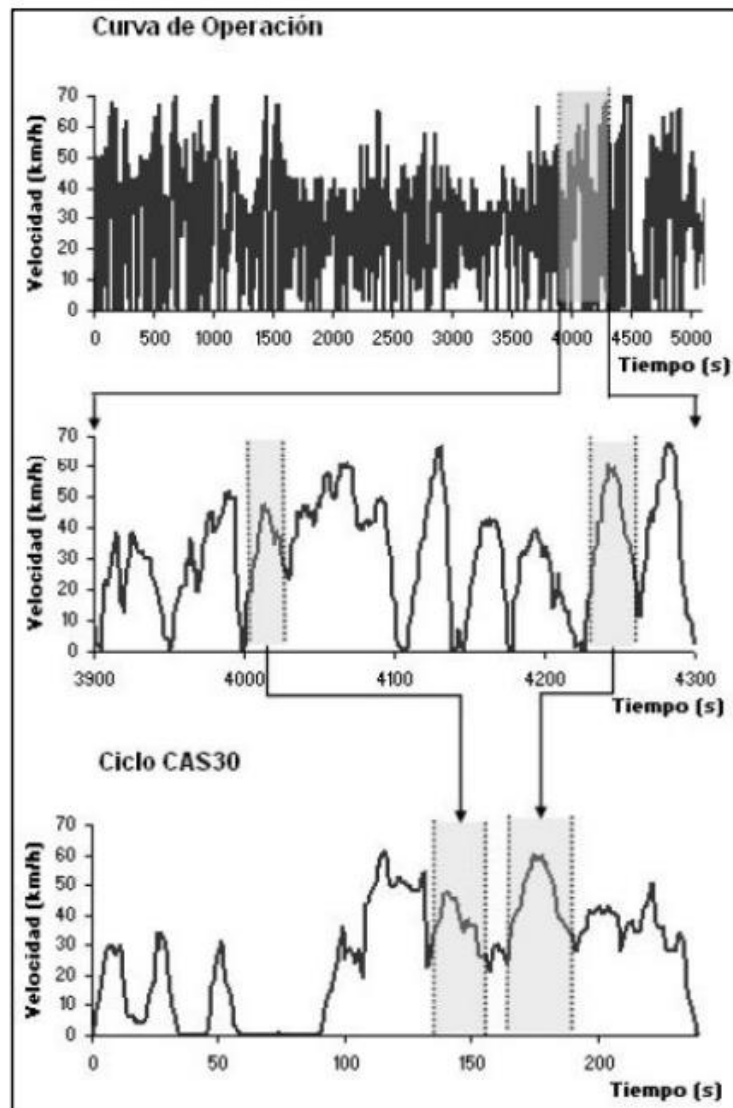 Curva de Operación
Velocidad (km/h)
70
60
50
40
30
20
10
0
0 500 1000 1500 2000 2500 3000 3500 4000 4500 5000
Tiempo (s)
Velocidad (km/h)
70
60
50
40
30
20
10
0
3900 4000 4100 4200 4300
Tiempo (s)
Ciclo CAS30
Velocidad (km/h)
70
60
50
40
30
20
10
0
0 50 100 150 200
Tiempo (s)